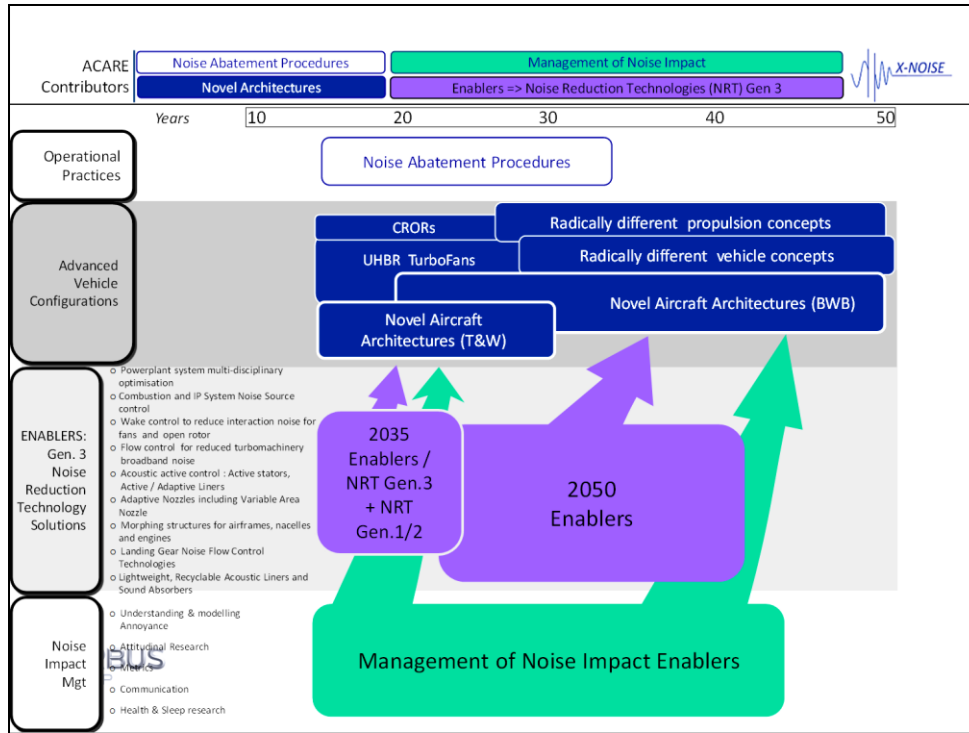 ACARE
Contributors
Noise Abatement Procedures
Management of Noise Impact
Novel Architectures
Enablers => Noise Reduction Technologies (NRT) Gen 3
X-NOISE
Years
10
20
30
40
50
Operational
Practices
Noise Abatement Procedures
Advanced
Vehicle
Configurations
CRORs
Radically different propulsion concepts
UHBR TurboFans
Radically different vehicle concepts
Novel Aircraft Architectures (BWB)
Novel Aircraft
Architectures (T&W)
ENABLERS:
Gen. 3
Noise
Reduction
Technology
Solutions
o Powerplant system multi-disciplinary
optimisation
o Combustion and IP System Noise Source
control
o Wake control to reduce interaction noise for
fans and open rotor
o Flow control for reduced turbomachinery
broadband noise
o Acoustic active control : Active stators,
Active / Adaptive Liners
o Adaptive Nozzles including Variable Area
Nozzle
o Morphing structures for airframes, nacelles
and engines
o Landing Gear Noise Flow Control
Technologies
o Lightweight, Recyclable Acoustic Liners and
Sound Absorbers
2035
Enablers /
NRT Gen.3
+ NRT
Gen.1/2
2050
Enablers
Noise
Impact
Mgt
o Understanding & modelling
Annoyance
o Attitudinal Research
o Metrics
o Communication
o Health & Sleep research
Management of Noise Impact Enablers